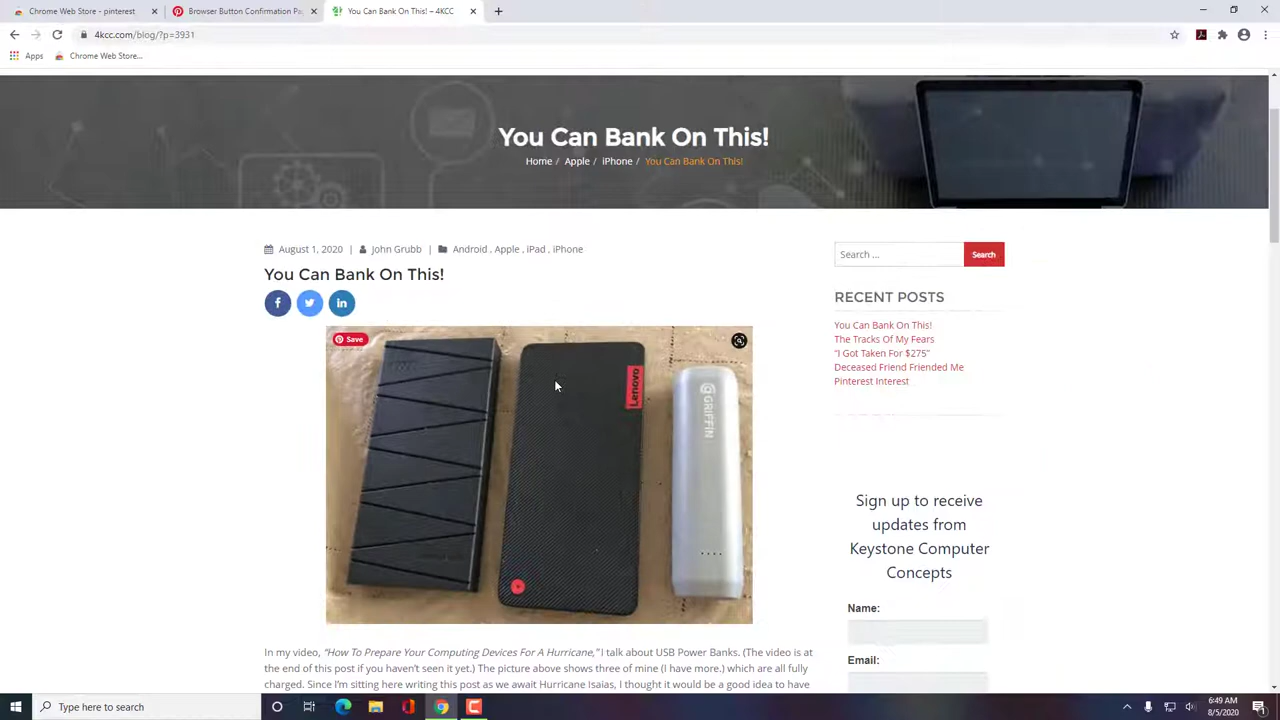 Chrome Web Store - pinterest
Browser Button Confirmation Pa
You Can Bank On This! – 4KCC
4kcc.com/blog/?p=3931
Apps
Chrome Web Store...
You Can Bank On This!
Home / Apple / iPhone / You Can Bank On This!
August 1, 2020 | John Grubb | Android , Apple , iPad , iPhone
You Can Bank On This!
Save
Lenovo
GRIFFIN
In my video, “How To Prepare Your Computing Devices For A Hurricane,” I talk about USB Power Banks. (The video is at
the end of this post if you haven’t seen it yet.) The picture above shows three of mine (I have more.) which are all fully
charged. Since I’m sitting here writing this post as we await Hurricane Isaias, I thought it would be a good idea to have
Search ...
Search
RECENT POSTS
You Can Bank On This!
The Tracks Of My Fears
“I Got Taken For $275”
Deceased Friend Friended Me
Pinterest Interest
Sign up to receive
updates from
Keystone Computer
Concepts
Name:
Email:
Type here to search
6:49 AM
8/5/2020